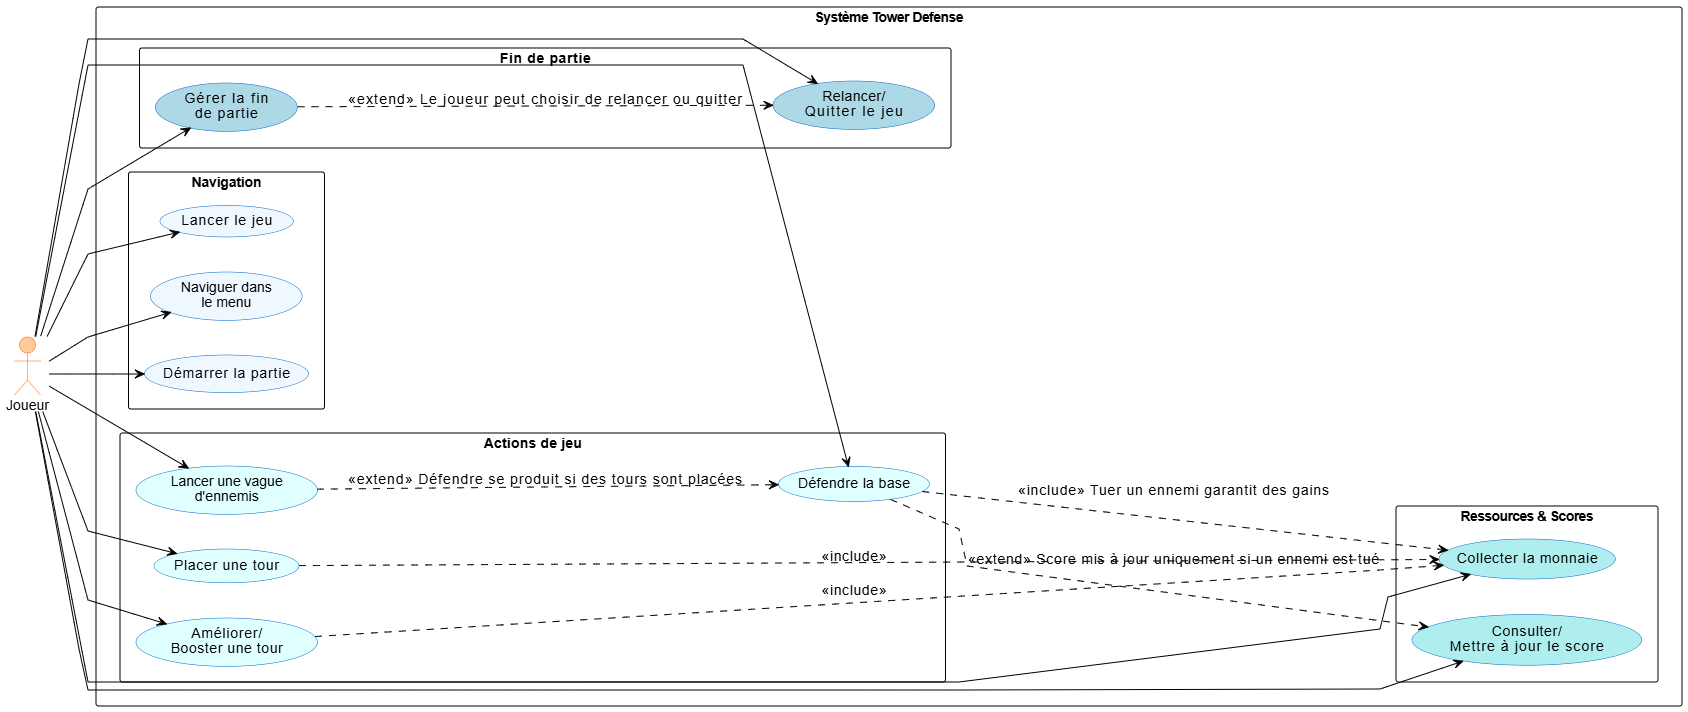 Système Tower Defense
Fin de partie
Gérer la fin
de partie
«extend» Le joueur peut choisir de relancer ou quitter
Relancer/
Quitter le jeu
Navigation
Lancer le jeu
Naviguer dans
le menu
Démarrer la partie
Joueur
Actions de jeu
Lancer une vague
d'ennemis
«extend» Défendre se produit si des tours sont placées
Défendre la base
«include» Tuer un ennemi garantit des gains
Placer une tour
«include»
«extend» Score mis à jour uniquement si un ennemi est tué
Améliorer/
Booster une tour
«include»
Ressources & Scores
Collecter la monnaie
Consulter/
Mettre à jour le score